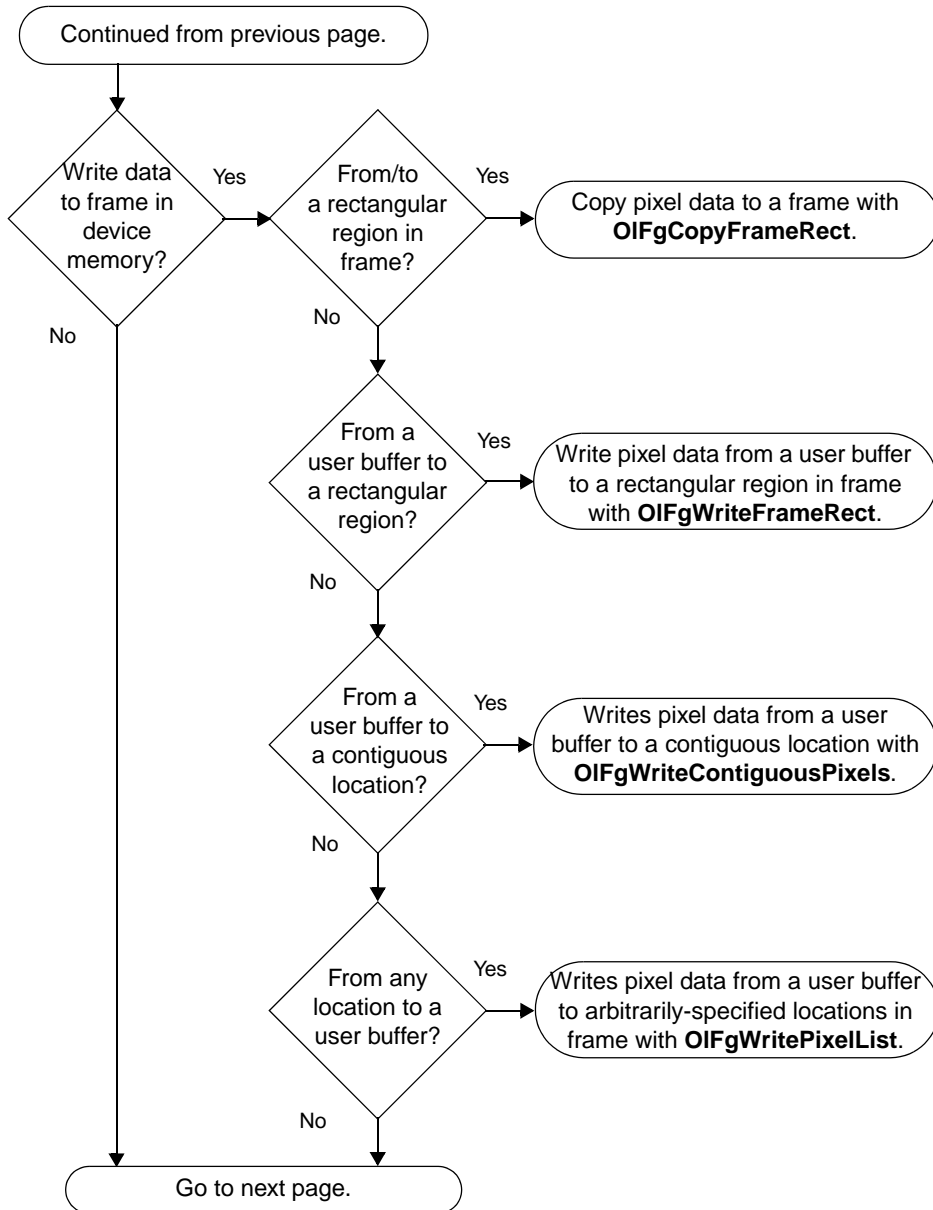 Continued from previous page.
Write data
to frame in
device
memory?
Yes
No
From/to
a rectangular
region in
frame?
Yes
No
Copy pixel data to a frame with
OlFgCopyFrameRect.
From a
user buffer to
a rectangular
region?
Yes
No
Write pixel data from a user buffer
to a rectangular region in frame
with OlFgWriteFrameRect.
From a
user buffer to
a contiguous
location?
Yes
No
Writes pixel data from a user
buffer to a contiguous location with
OlFgWriteContiguousPixels.
From any
location to a
user buffer?
Yes
No
Writes pixel data from a user buffer
to arbitrarily-specified locations in
frame with OlFgWritePixelList.
Go to next page.